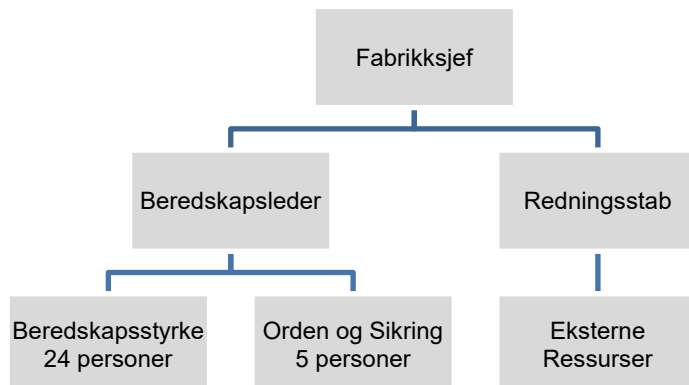 Fabrikksjef
Beredskapsleder
Redningsstab
Beredskapsstyrke
24 personer
Orden og Sikring
5 personer
Eksterne
Ressurser